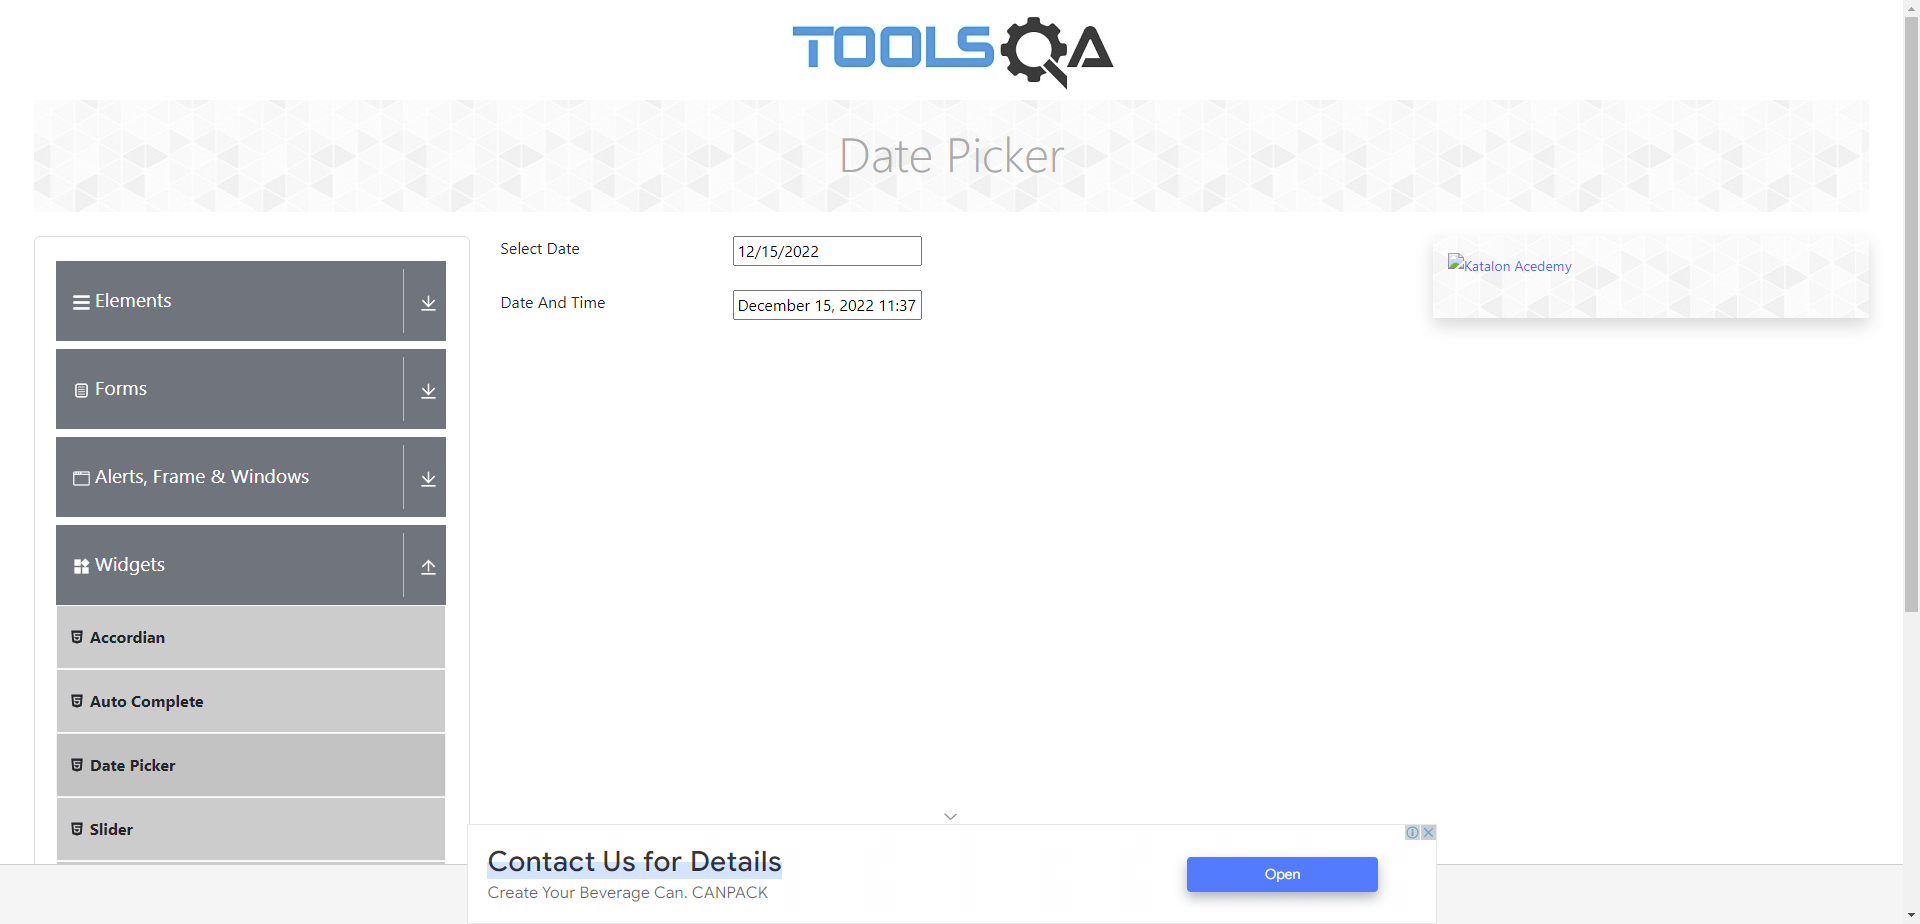 TOOLSQA
Date Picker
Elements
Forms
Alerts, Frame & Windows
Widgets
Accordian
Auto Complete
Date Picker
Slider
Select Date
12/15/2022
Date And Time
December 15, 2022 11:37
Katalon Acedemy
Contact Us for Details
Create Your Beverage Can. CANPACK
Open